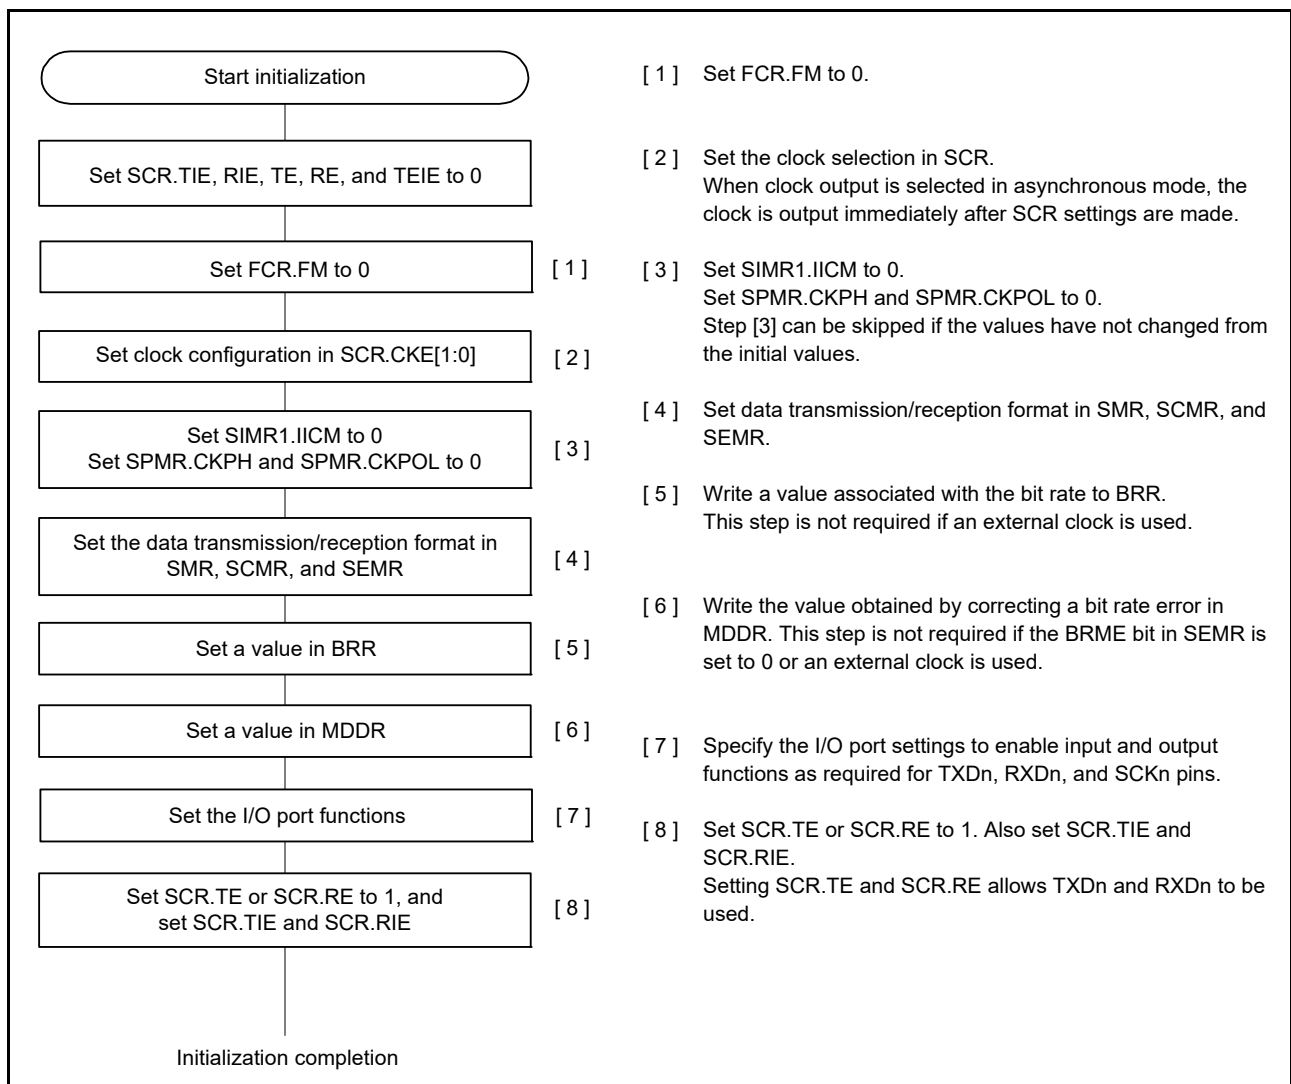 Start initialization
Set SCR.TIE, RIE, TE, RE, and TEIE to 0
Set FCR.FM to 0
[ 1 ]
Set clock configuration in SCR.CKE[1:0]
[ 2 ]
Set SIMR1.IICM to 0
Set SPMR.CKPH and SPMR.CKPOL to 0
[ 3 ]
Set the data transmission/reception format in
SMR, SCMR, and SEMR
[ 4 ]
Set a value in BRR
[ 5 ]
Set a value in MDDR
[ 6 ]
Set the I/O port functions
[ 7 ]
Set SCR.TE or SCR.RE to 1, and
set SCR.TIE and SCR.RIE
[ 8 ]
Initialization completion
[ 1 ] Set FCR.FM to 0.
[ 2 ] Set the clock selection in SCR.
When clock output is selected in asynchronous mode, the
clock is output immediately after SCR settings are made.
[ 3 ] Set SIMR1.IICM to 0.
Set SPMR.CKPH and SPMR.CKPOL to 0.
Step [3] can be skipped if the values have not changed from
the initial values.
[ 4 ] Set data transmission/reception format in SMR, SCMR, and
SEMR.
[ 5 ] Write a value associated with the bit rate to BRR.
This step is not required if an external clock is used.
[ 6 ] Write the value obtained by correcting a bit rate error in
MDDR. This step is not required if the BRME bit in SEMR is
set to 0 or an external clock is used.
[ 7 ] Specify the I/O port settings to enable input and output
functions as required for TXDn, RXDn, and SCKn pins.
[ 8 ] Set SCR.TE or SCR.RE to 1. Also set SCR.TIE and
SCR.RIE.
Setting SCR.TE and SCR.RE allows TXDn and RXDn to be
used.